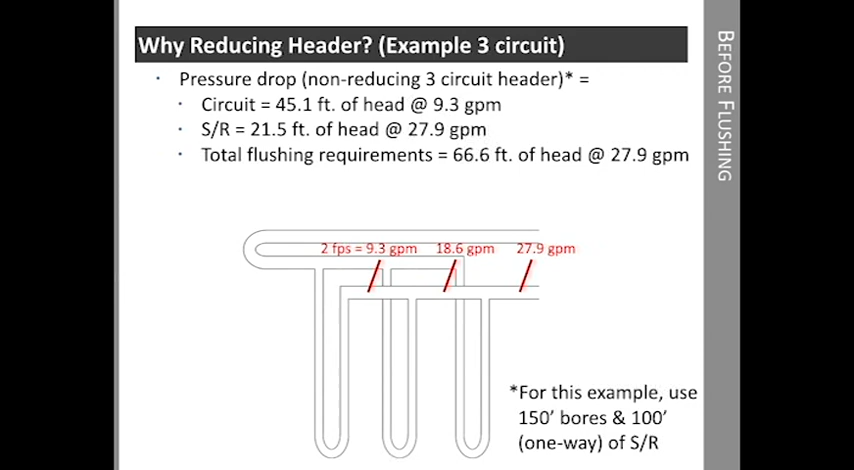 Why Reducing Header? (Example 3 circuit)
• Pressure drop (non-reducing 3 circuit header)* =
• Circuit = 45.1 ft. of head @ 9.3 gpm
• S/R = 21.5 ft. of head @ 27.9 gpm
• Total flushing requirements = 66.6 ft. of head @ 27.9 gpm
BEFORE FLUSHING
2 fps = 9.3 gpm 18.6 gpm 27.9 gpm
*For this example, use
150’ bores & 100’
(one-way) of S/R